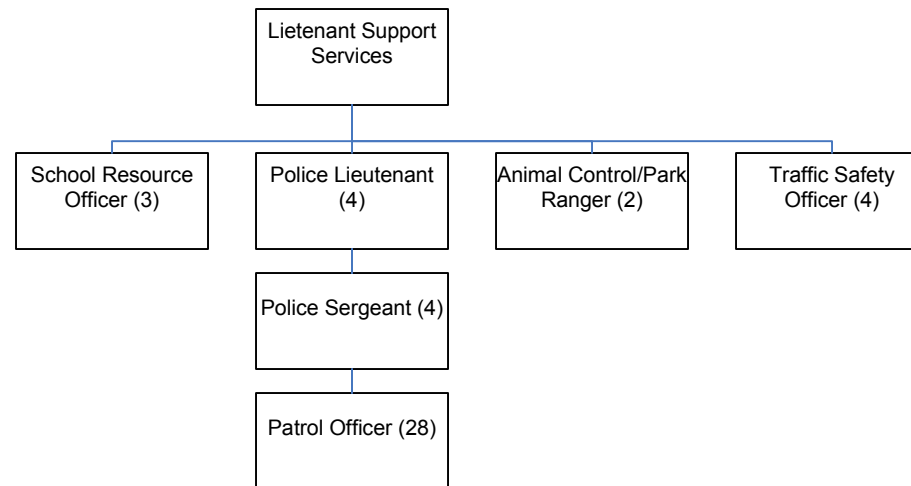 Lietenant Support
Services
School Resource
Officer (3)
Police Lieutenant
(4)
Animal Control/Park
Ranger (2)
Traffic Safety
Officer (4)
Police Sergeant (4)
Patrol Officer (28)